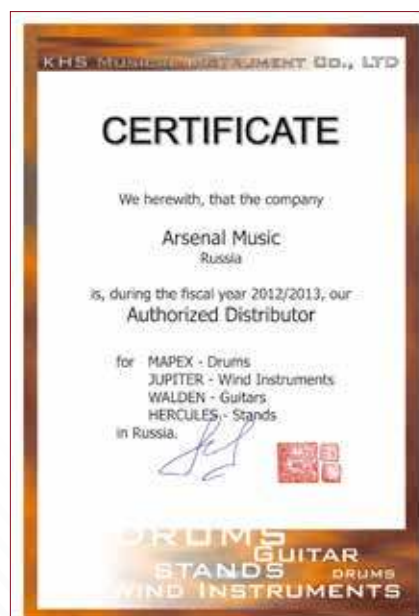 KHS MUSICAL INSTRUMENT CO., LTD
CERTIFICATE
We herewith, that the company
Arsenal Music
Russia
is, during the fiscal year 2012/2013, our
Authorized Distributor
for MAPEX - Drums
JUPITER - Wind Instruments
WALDEN - Guitars
HERCULES - Stands
in Russia.
DRUMS
GUITAR
STANDS DRUMS
WIND INSTRUMENTS